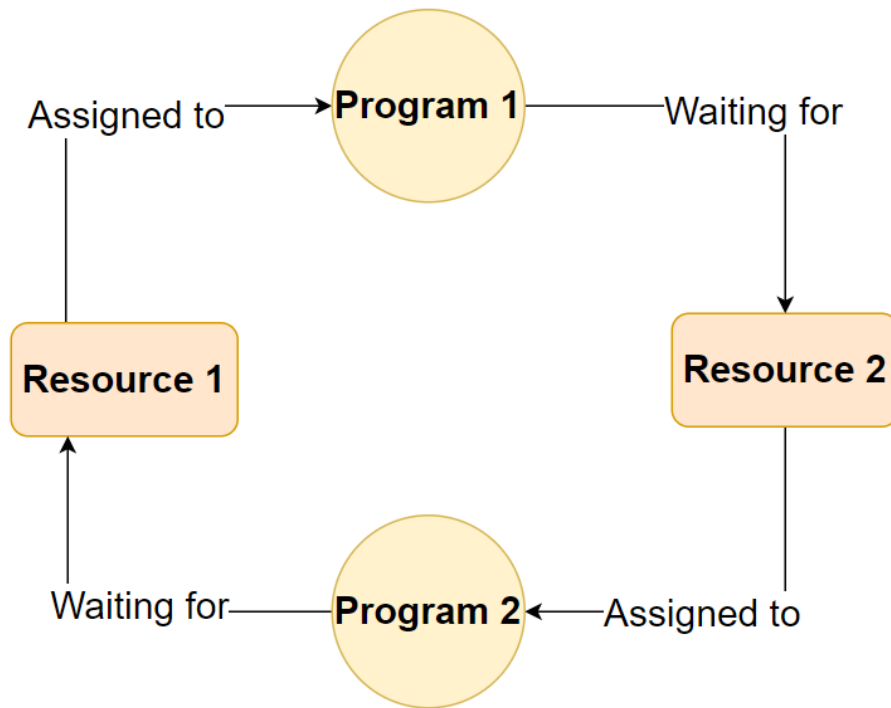 Program 1
Assigned to
Waiting for
Resource 1
Resource 2
Waiting for
Program 2
Assigned to